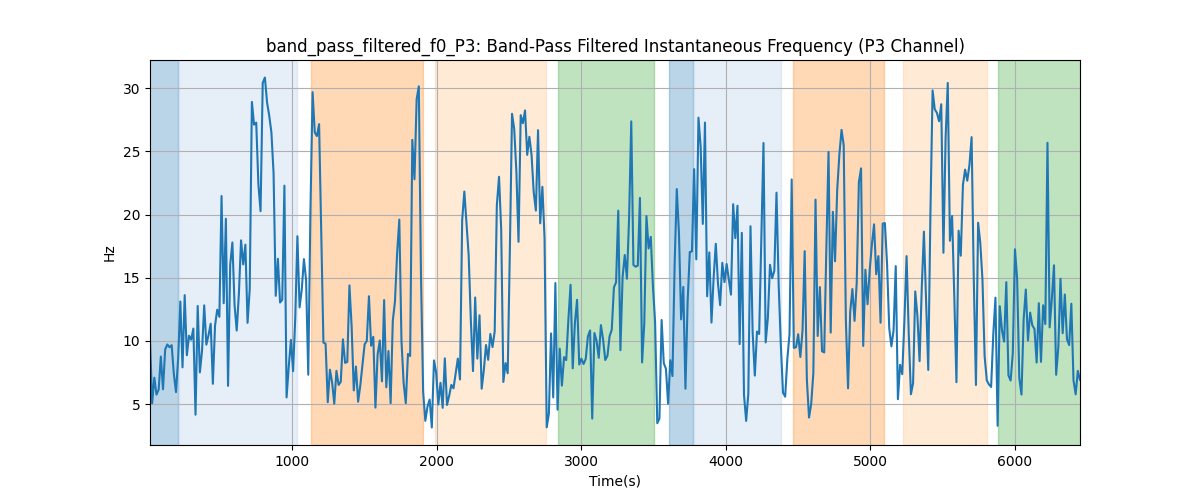 band_pass_filtered_f0_P3: Band-Pass Filtered Instantaneous Frequency (P3 Channel)
30
25
20
15
10
5
Hz
1000 2000 3000 4000 5000 6000
Time(s)